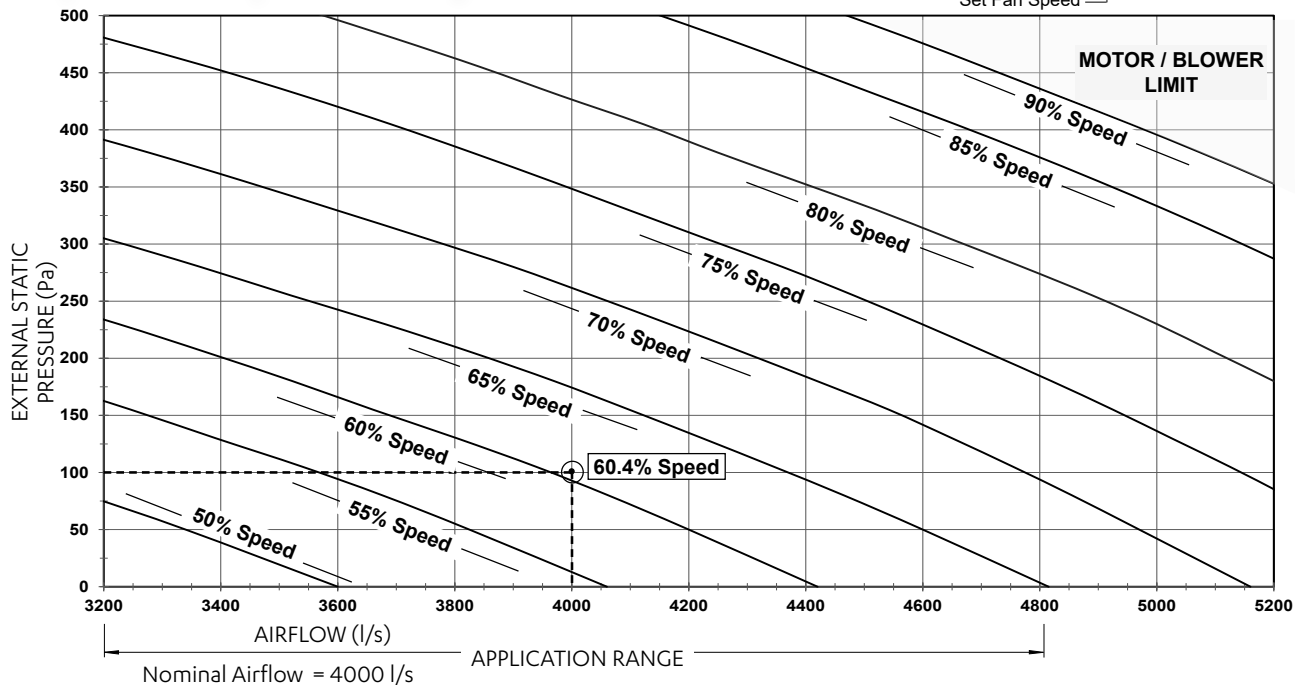 Set Fan Speed
500
450
400
350
300
250
200
150
100
50
0
EXTERNAL STATIC
PRESSURE (Pa)
MOTOR / BLOWER
LIMIT
90% Speed
85% Speed
80% Speed
75% Speed
70% Speed
65% Speed
60% Speed
60.4% Speed
55% Speed
50% Speed
3200 3400 3600 3800 4000 4200 4400 4600 4800 5000 5200
AIRFLOW (l/s)
APPLICATION RANGE
Nominal Airflow = 4000 l/s